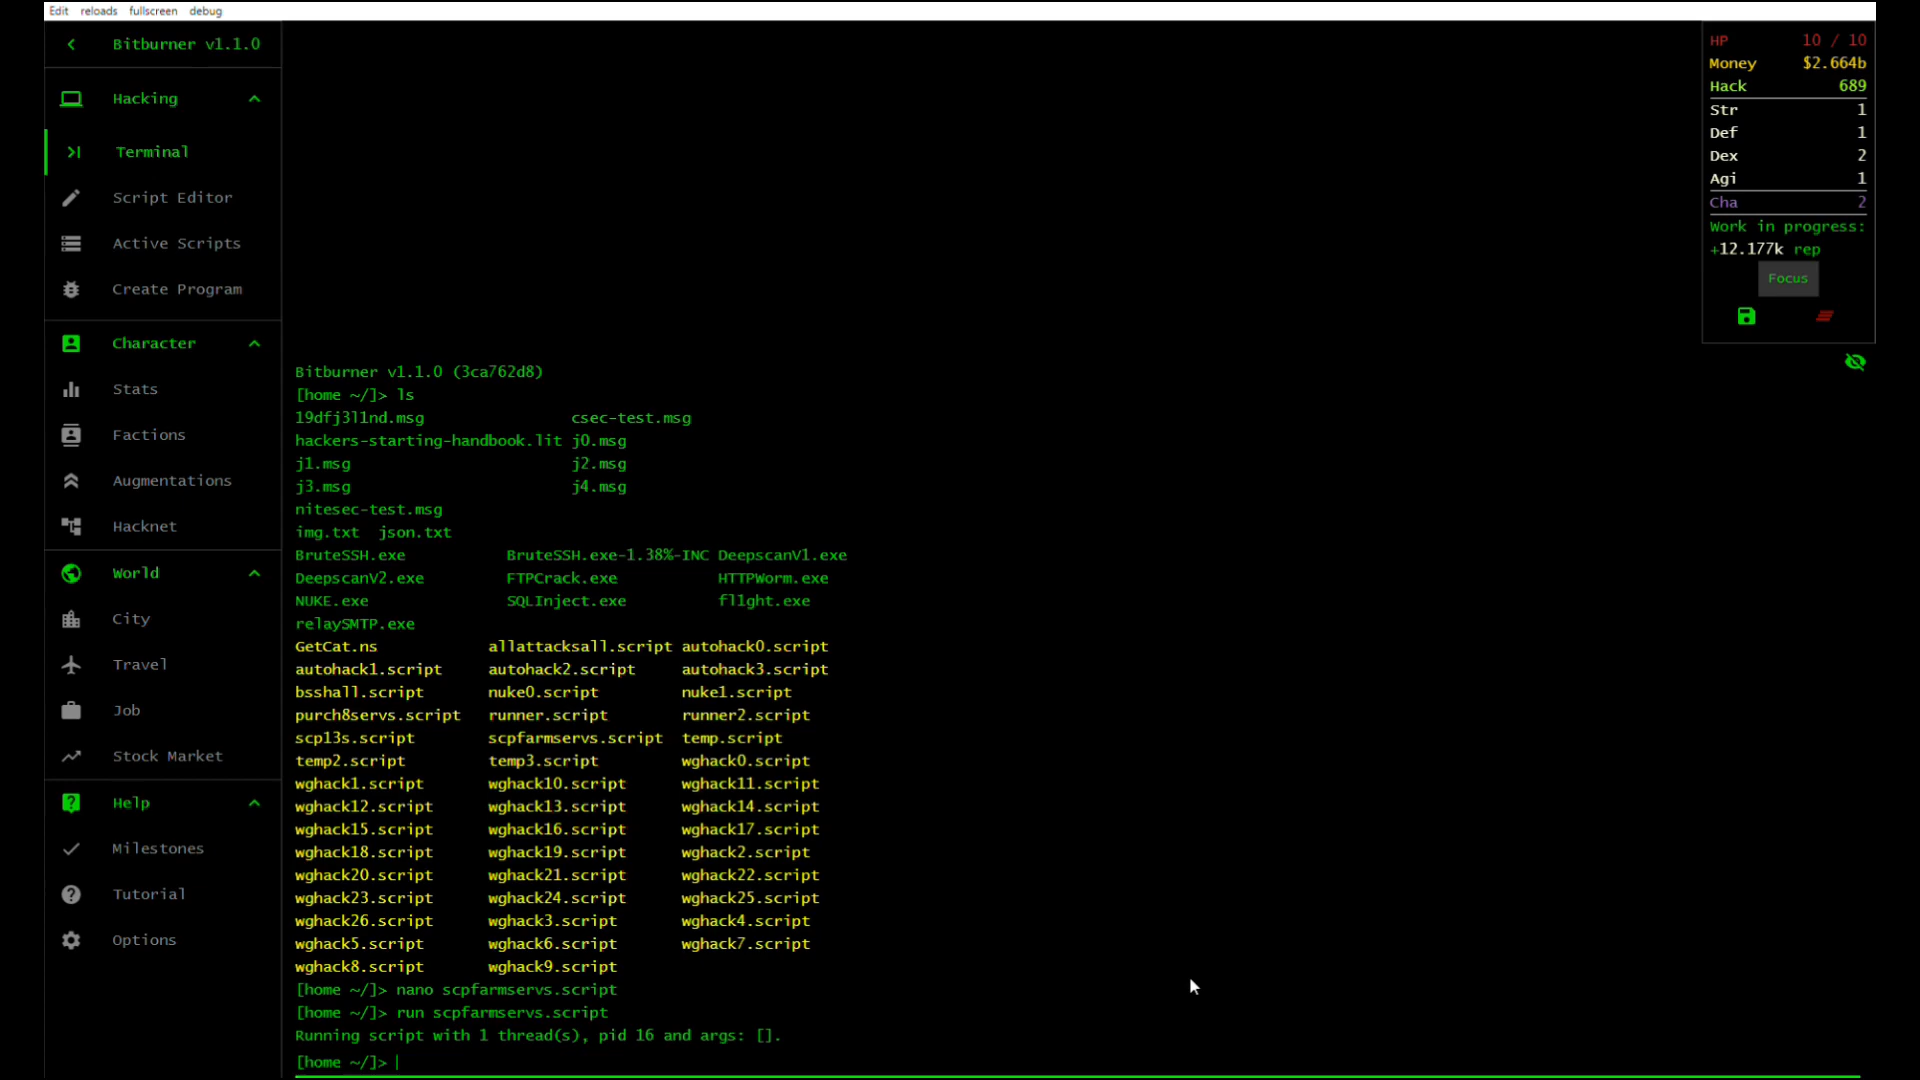 Edit reloads fullscreen debug
Bitburner v1.1.0
Hacking
Terminal
Script Editor
Active Scripts
Create Program
Character
Stats
Factions
Augmentations
Hacknet
World
City
Travel
Job
Stock Market
Help
Milestones
Tutorial
Options
Bitburner v1.1.0 (3ca762d8)
[home ~/]> ls
19dfj3l1nd.msg csec-test.msg
hackers-starting-handbook.lit j0.msg
j1.msg j2.msg
j3.msg j4.msg
nitesec-test.msg
img.txt json.txt
BruteSSH.exe BruteSSH.exe-1.38%-INC DeepscanV1.exe
DeepscanV2.exe FTPCrack.exe HTTPWorm.exe
NUKE.exe SQLInject.exe fl1ght.exe
relaySMTP.exe
GetCat.ns allattacksall.script autohack0.script
autohack1.script autohack2.script autohack3.script
bsshall.script nuke0.script nuke1.script
purch8servs.script runner.script runner2.script
scp13s.script scpfarmservs.script temp.script
temp2.script temp3.script wghack0.script
wghack1.script wghack10.script wghack11.script
wghack12.script wghack13.script wghack14.script
wghack15.script wghack16.script wghack17.script
wghack18.script wghack19.script wghack2.script
wghack20.script wghack21.script wghack22.script
wghack23.script wghack24.script wghack25.script
wghack26.script wghack3.script wghack4.script
wghack5.script wghack6.script wghack7.script
wghack8.script wghack9.script
[home ~/]> nano scpfarmservs.script
[home ~/]> run scpfarmservs.script
Running script with 1 thread(s), pid 16 and args: [].
[home ~/]>
HP 10 / 10
Money $2.664b
Hack 689
Str 1
Def 1
Dex 2
Agi 1
Cha 2
Work in progress:
+12.177k rep
Focus